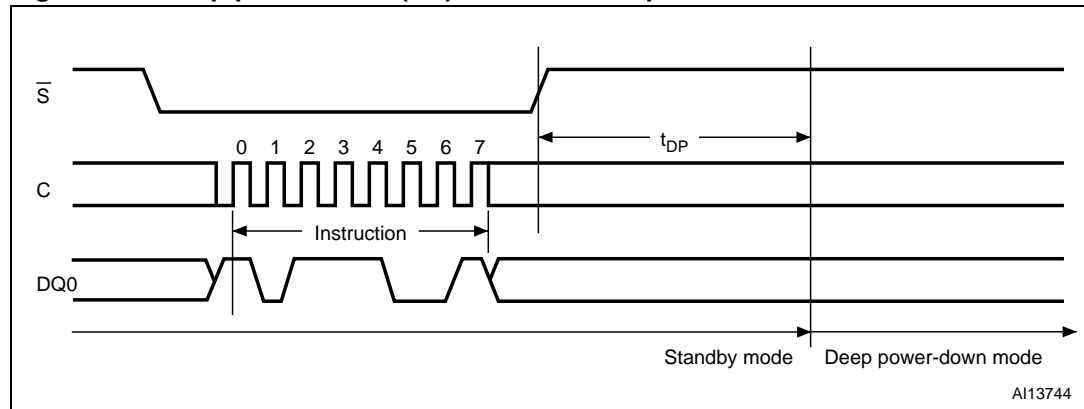 S
tDP
0 1 2 3 4 5 6 7
C
Instruction
DQ0
Standby mode Deep power-down mode
AI13744